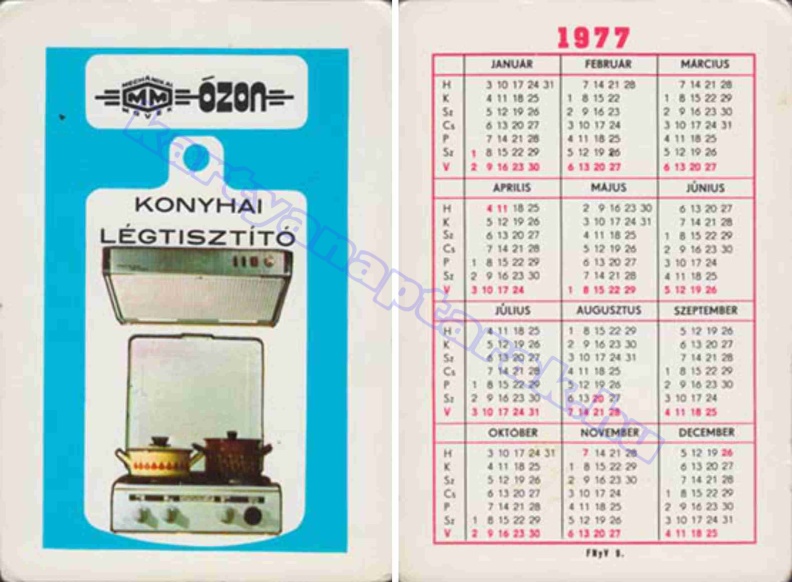 MECHANIKAI
MM
MŰVEK
ÓZON
KONYHAI
LÉGTISZTÍTÓ
kartyanaptarok.hu
1977
JANUÁR FEBRUÁR MÁRCIUS
H 3 10 17 24 31 7 14 21 28 7 14 21 28
K 4 11 18 25 1 8 15 22 1 8 15 22 29
Sz 5 12 19 26 2 9 16 23 2 9 16 23 30
Cs 6 13 20 27 3 10 17 24 3 10 17 24 31
P 7 14 21 28 4 11 18 25 4 11 18 25
Sz 1 8 15 22 29 5 12 19 26 5 12 19 26
V 2 9 16 23 30 6 13 20 27 6 13 20 27
ÁPRILIS MÁJUS JÚNIUS
H 4 11 18 25 2 9 16 23 30 6 13 20 27
K 5 12 19 26 3 10 17 24 31 7 14 21 28
Sz 6 13 20 27 4 11 18 25 1 8 15 22 29
Cs 7 14 21 28 5 12 19 26 2 9 16 23 30
P 1 8 15 22 29 6 13 20 27 3 10 17 24
Sz 2 9 16 23 30 7 14 21 28 4 11 18 25
V 3 10 17 24 1 8 15 22 29 5 12 19 26
JÚLIUS AUGUSZTUS SZEPTEMBER
H 4 11 18 25 1 8 15 22 29 5 12 19 26
K 5 12 19 26 2 9 16 23 30 6 13 20 27
Sz 6 13 20 27 3 10 17 24 31 7 14 21 28
Cs 7 14 21 28 4 11 18 25 1 8 15 22 29
P 1 8 15 22 29 5 12 19 26 2 9 16 23 30
Sz 2 9 16 23 30 6 13 20 27 3 10 17 24
V 3 10 17 24 31 7 14 21 28 4 11 18 25
OKTÓBER NOVEMBER DECEMBER
H 3 10 17 24 31 7 14 21 28 5 12 19 26
K 4 11 18 25 1 8 15 22 29 6 13 20 27
Sz 5 12 19 26 2 9 16 23 30 7 14 21 28
Cs 6 13 20 27 3 10 17 24 1 8 15 22 29
P 7 14 21 28 4 11 18 25 2 9 16 23 30
Sz 1 8 15 22 29 5 12 19 26 3 10 17 24 31
V 2 9 16 23 30 6 13 20 27 4 11 18 25
FNyV 9.